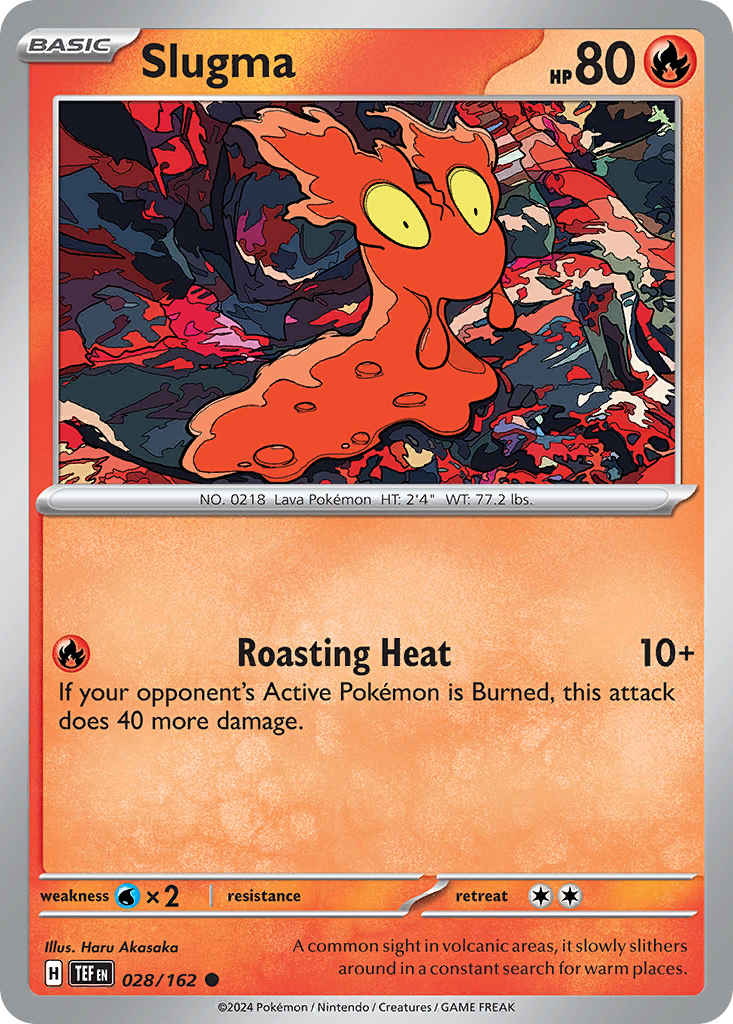 BASIC
Slugma
HP 80
NO. 0218 Lava Pokémon HT: 2'4" WT: 77.2 lbs.
Roasting Heat 10+
If your opponent's Active Pokémon is Burned, this attack
does 40 more damage.
weakness ×2 resistance retreat
Illus. Haru Akasaka
A common sight in volcanic areas, it slowly slithers
around in a constant search for warm places.
H TEF EN 028/162
©2024 Pokémon / Nintendo / Creatures / GAME FREAK